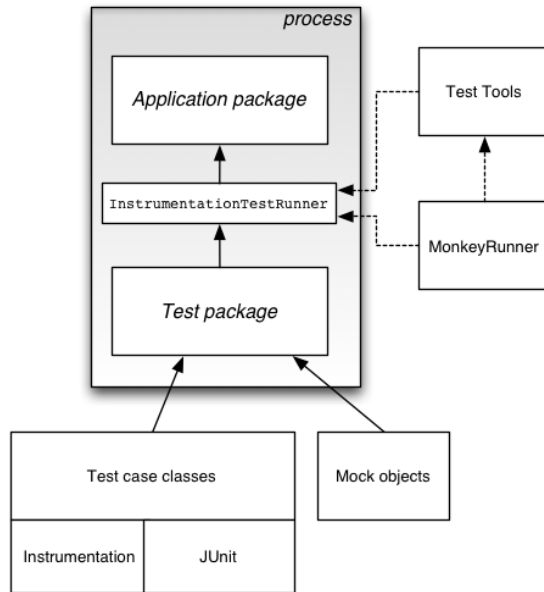 process
Application package
Test Tools
InstrumentationTestRunner
MonkeyRunner
Test package
Test case classes
Mock objects
Instrumentation
JUnit